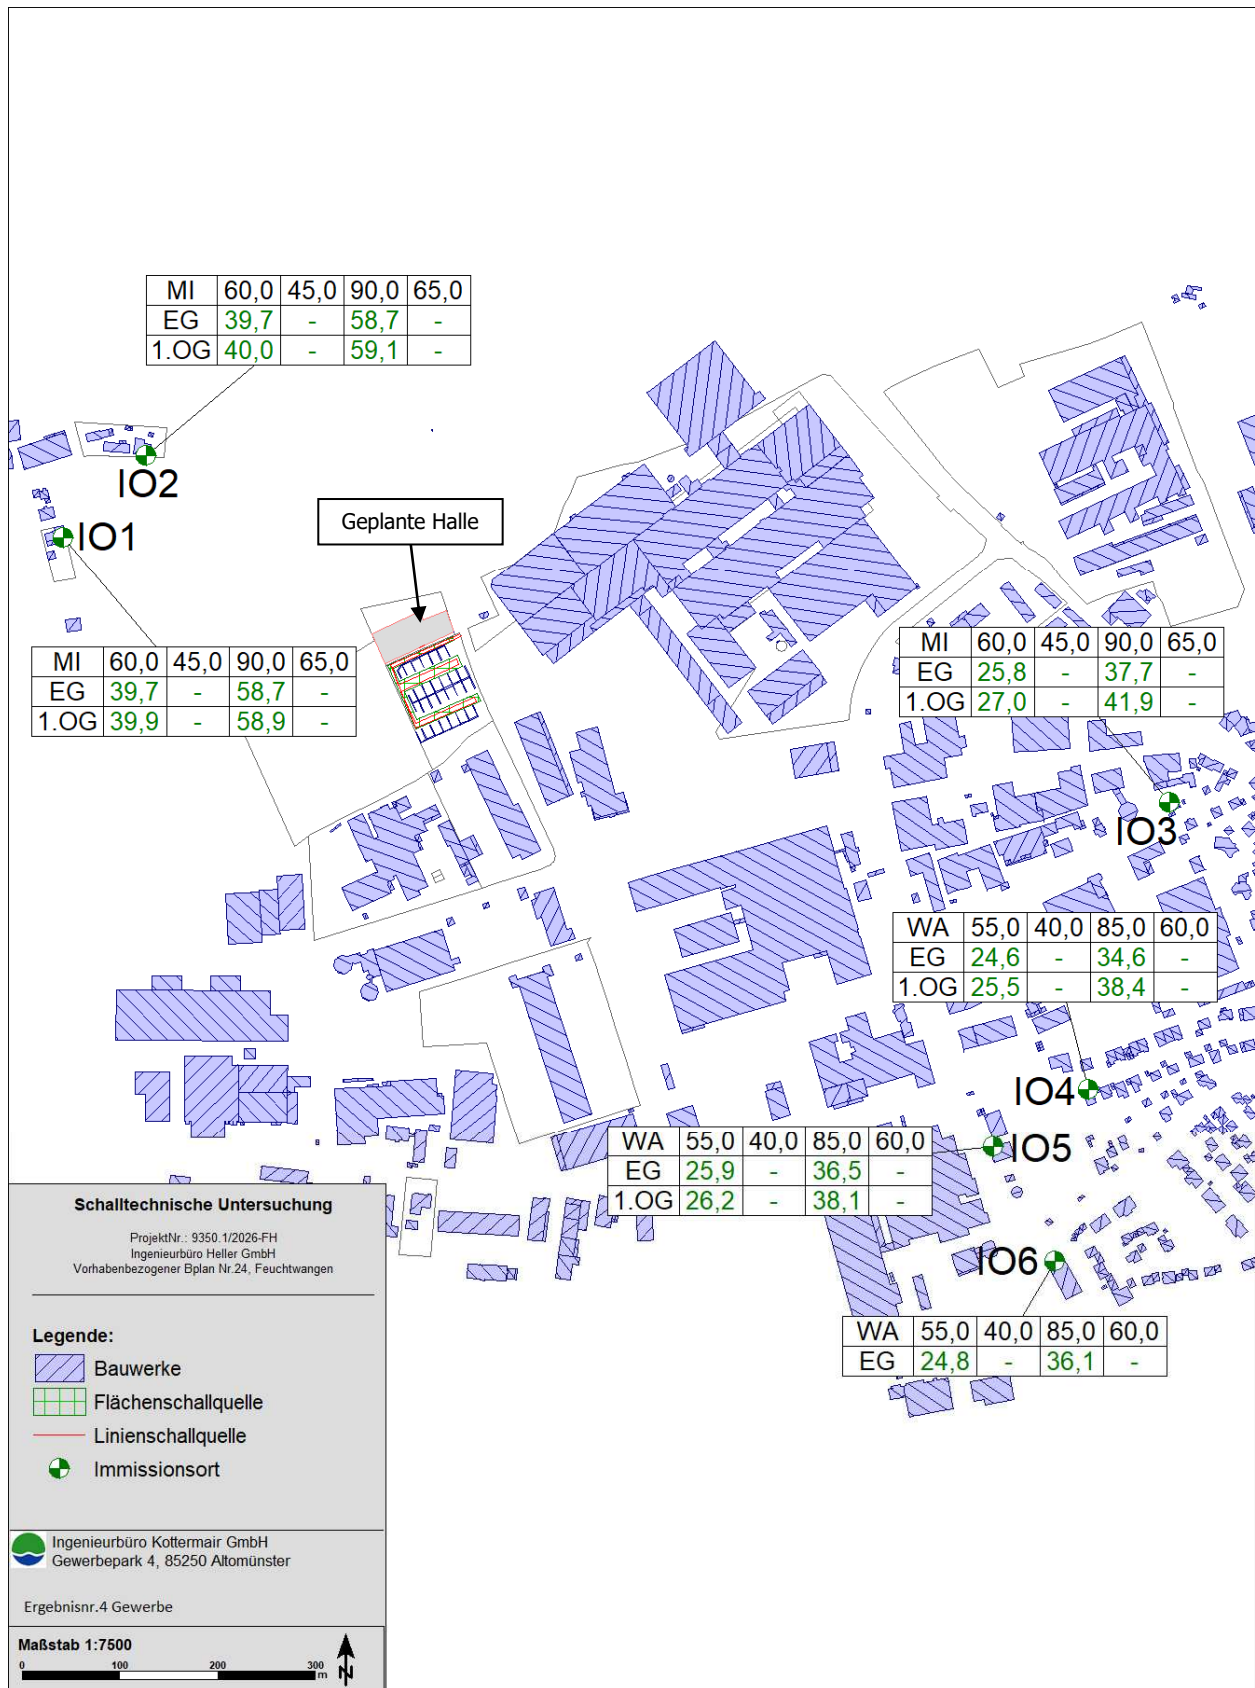 MI 60,0 45,0 90,0 65,0
EG 39,7 - 58,7 -
1.OG 40,0 - 59,1 -
IO2
IO1
Geplante Halle
MI 60,0 45,0 90,0 65,0
EG 39,7 - 58,7 -
1.OG 39,9 - 58,9 -
MI 60,0 45,0 90,0 65,0
EG 25,8 - 37,7 -
1.OG 27,0 - 41,9 -
IO3
WA 55,0 40,0 85,0 60,0
EG 24,6 - 34,6 -
1.OG 25,5 - 38,4 -
IO4
WA 55,0 40,0 85,0 60,0
EG 25,9 - 36,5 -
1.OG 26,2 - 38,1 -
IO5
IO6
WA 55,0 40,0 85,0 60,0
EG 24,8 - 36,1 -
Schalltechnische Untersuchung
ProjektNr.: 9350.1/2026-FH
Ingenieurbüro Heller GmbH
Vorhabenbezogener Bplan Nr.24, Feuchtwangen
Legende:
Bauwerke
Flächenschallquelle
Linienschallquelle
Immissionsort
Ingenieurbüro Kottermair GmbH
Gewerbepark 4, 85250 Altomünster
Ergebnisnr.4 Gewerbe
Maßstab 1:7500
0 100 200 300
m
N